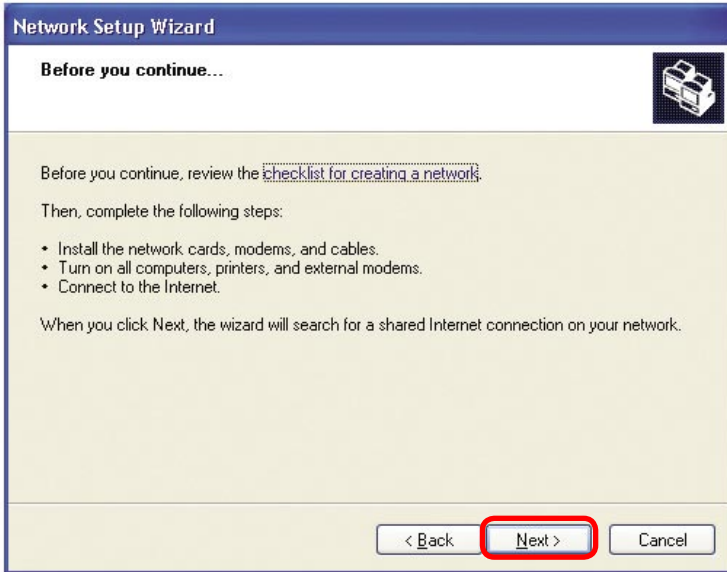 Network Setup Wizard
Before you continue...
Before you continue, review the checklist for creating a network.
Then, complete the following steps:
• Install the network cards, modems, and cables.
• Turn on all computers, printers, and external modems.
• Connect to the Internet.
When you click Next, the wizard will search for a shared Internet connection on your network.
< Back Next > Cancel